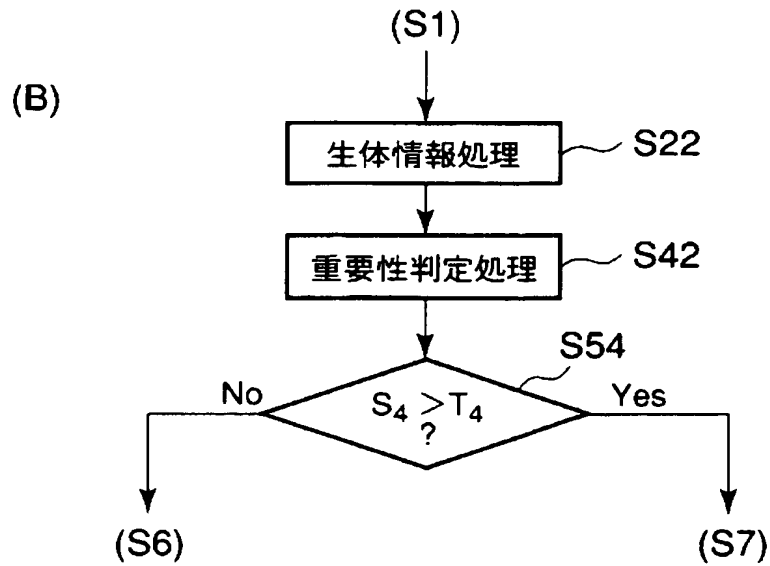 (S1)
(B)
生体情報処理
S22
重要性判定処理
S42
S54
No
S₄ >T₄
?
Yes
(S6)
(S7)